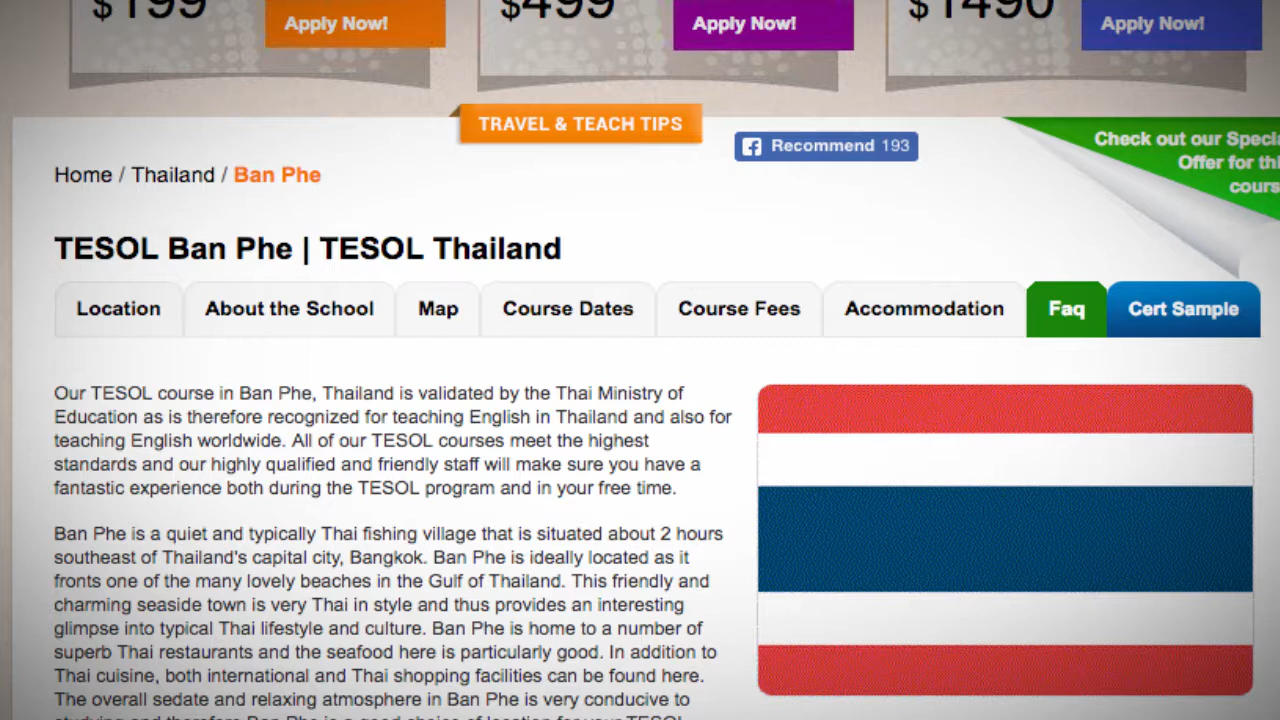 $199 $499 $1490
Apply Now! Apply Now! Apply Now!
TRAVEL & TEACH TIPS
Recommend 193
Check out our
Offer for
Home / Thailand / Ban Phe
TESOL Ban Phe | TESOL Thailand
Location About the School Map Course Dates Course Fees Accommodation Faq Cert Sample
Our TESOL course in Ban Phe, Thailand is validated by the Thai Ministry of
Education as is therefore recognized for teaching English in Thailand and also for
teaching English worldwide. All of our TESOL courses meet the highest
standards and our highly qualified and friendly staff will make sure you have a
fantastic experience both during the TESOL program and in your free time.
Ban Phe is a quiet and typically Thai fishing village that is situated about 2 hours
southeast of Thailand's capital city, Bangkok. Ban Phe is ideally located as it
fronts one of the many lovely beaches in the Gulf of Thailand. This friendly and
charming seaside town is very Thai in style and thus provides an interesting
glimpse into typical Thai lifestyle and culture. Ban Phe is home to a number of
superb Thai restaurants and the seafood here is particularly good. In addition to
Thai cuisine, both international and Thai shopping facilities can be found here.
The overall sedate and relaxing atmosphere in Ban Phe is very conducive to